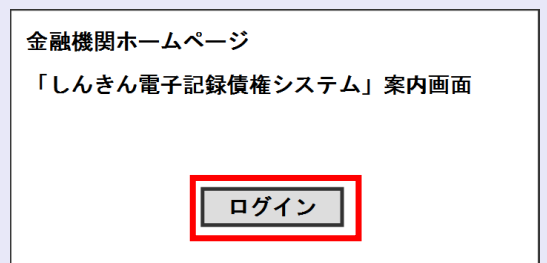 金融機関ホームページ
「しんきん電子記録債権システム」案内画面
ログイン